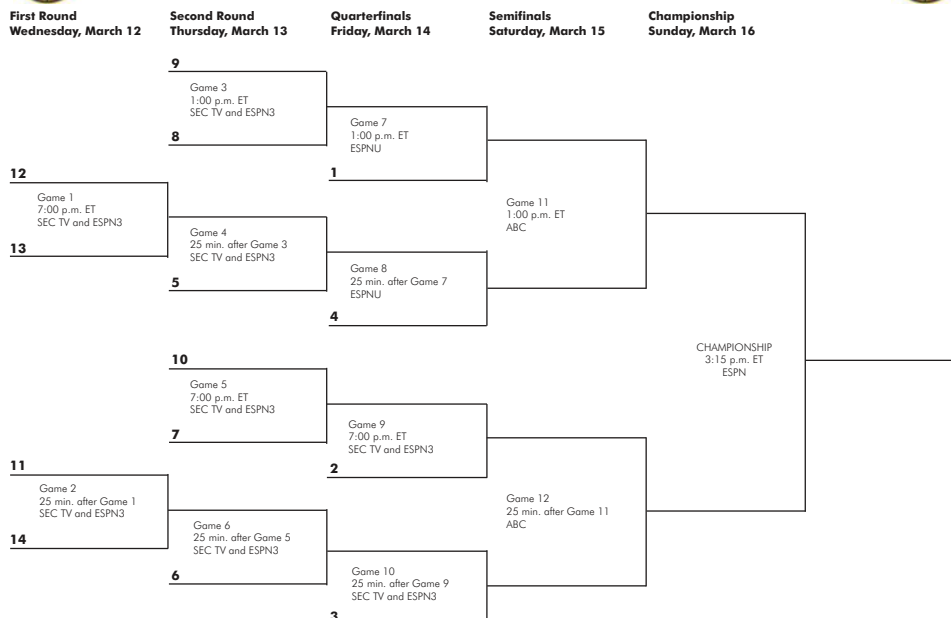 First Round
Wednesday, March 12
Second Round
Thursday, March 13
Quarterfinals
Friday, March 14
Semifinals
Saturday, March 15
Championship
Sunday, March 16
9
Game 3
1:00 p.m. ET
SEC TV and ESPN3
8
Game 7
1:00 p.m. ET
ESPNU
1
12
Game 1
7:00 p.m. ET
SEC TV and ESPN3
13
Game 4
25 min. after Game 3
SEC TV and ESPN3
5
Game 8
25 min. after Game 7
ESPNU
4
Game 11
1:00 p.m. ET
ABC
CHAMPIONSHIP
3:15 p.m. ET
ESPN
10
Game 5
7:00 p.m. ET
SEC TV and ESPN3
7
Game 9
7:00 p.m. ET
SEC TV and ESPN3
2
11
Game 2
25 min. after Game 1
SEC TV and ESPN3
14
Game 6
25 min. after Game 5
SEC TV and ESPN3
6
Game 10
25 min. after Game 9
SEC TV and ESPN3
3
Game 12
25 min. after Game 11
ABC